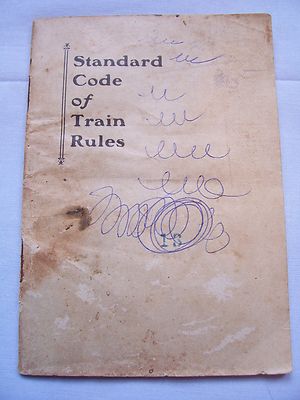 Standard
Code
of
Train
Rules